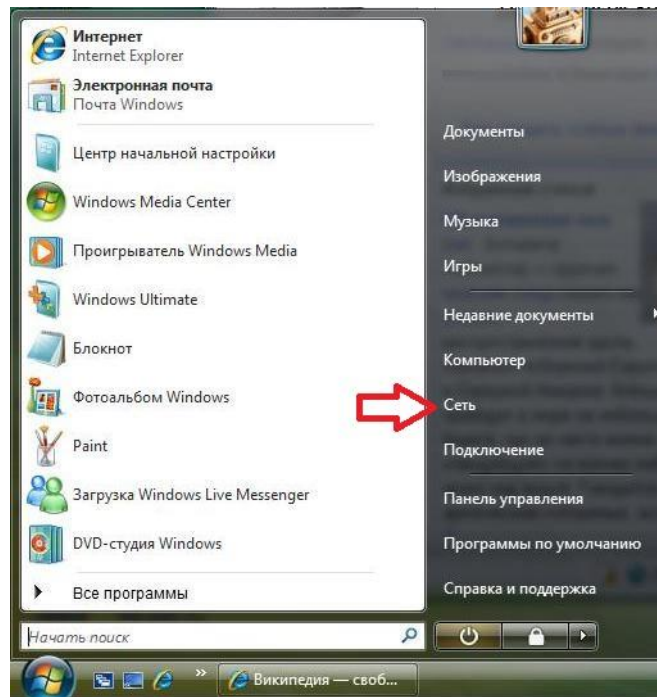 Интернет
Internet Explorer
Электронная почта
Почта Windows
Центр начальной настройки
Windows Media Center
Проигрыватель Windows Media
Windows Ultimate
Блокнот
Фотоальбом Windows
Paint
Загрузка Windows Live Messenger
DVD-студия Windows
Все программы
Начать поиск
Документы
Изображения
Музыка
Игры
Недавние документы
Компьютер
Сеть
Подключение
Панель управления
Программы по умолчанию
Справка и поддержка
» Википедия — своб...